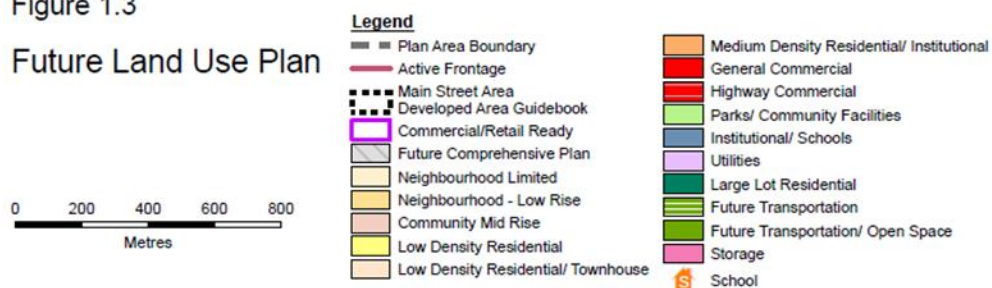 Figure 1.3
Future Land Use Plan
0 200 400 600 800
Metres
Legend
Plan Area Boundary
Active Frontage
Main Street Area
Developed Area Guidebook
Commercial/Retail Ready
Future Comprehensive Plan
Neighbourhood Limited
Neighbourhood - Low Rise
Community Mid Rise
Low Density Residential
Low Density Residential/ Townhouse
Medium Density Residential/ Institutional
General Commercial
Highway Commercial
Parks/ Community Facilities
Institutional/ Schools
Utilities
Large Lot Residential
Future Transportation
Future Transportation/ Open Space
Storage
S School